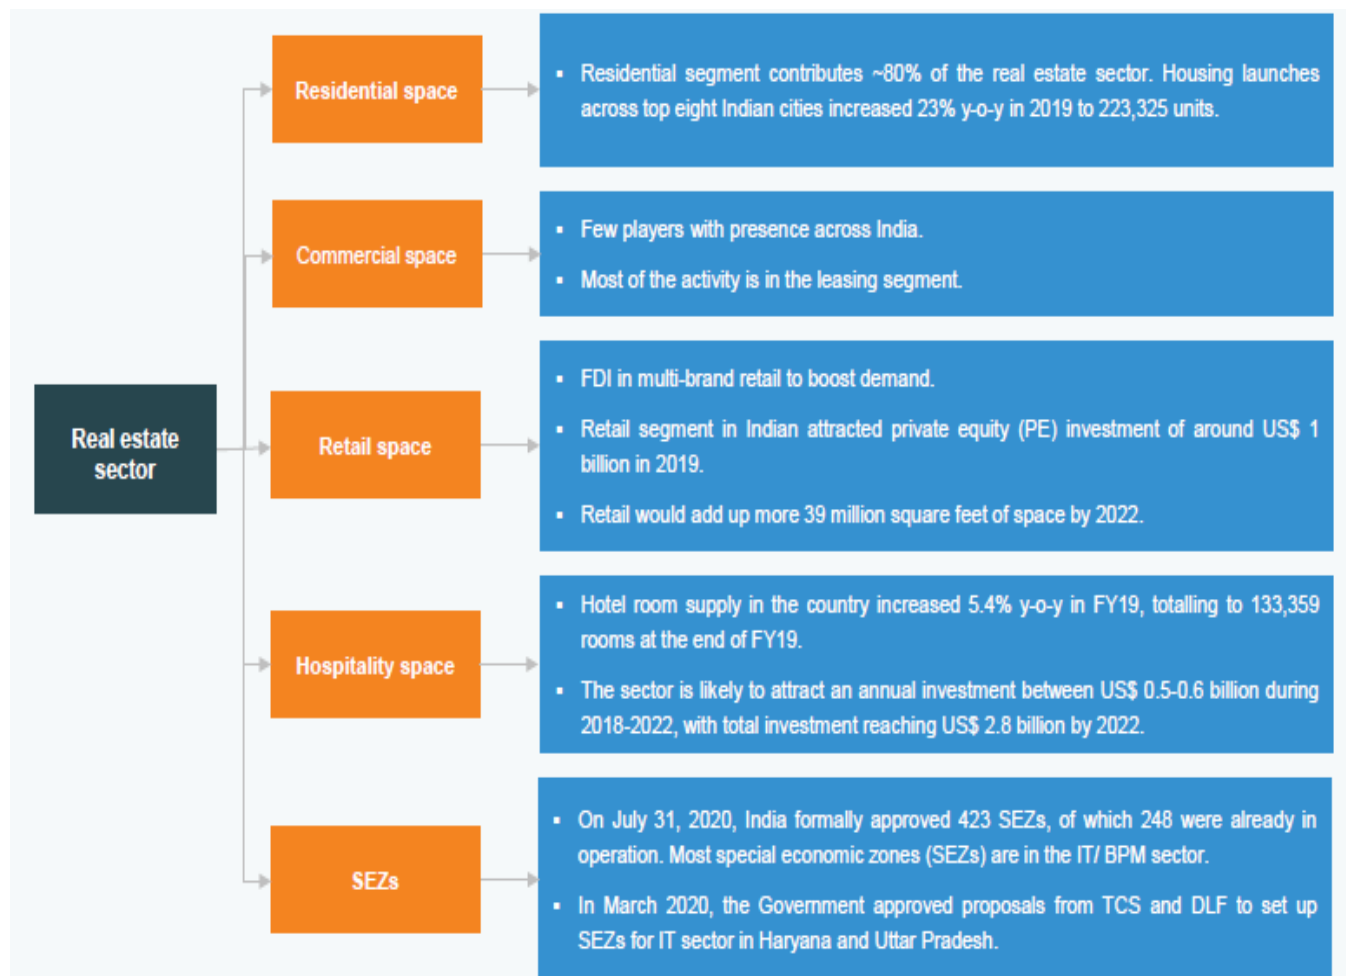 Residential space
▪ Residential segment contributes ~80% of the real estate sector. Housing launches
across top eight Indian cities increased 23% y-o-y in 2019 to 223,325 units.
Commercial space
▪ Few players with presence across India.
▪ Most of the activity is in the leasing segment.
Real estate
sector
Retail space
▪ FDI in multi-brand retail to boost demand.
▪ Retail segment in Indian attracted private equity (PE) investment of around US$ 1
billion in 2019.
▪ Retail would add up more 39 million square feet of space by 2022.
Hospitality space
▪ Hotel room supply in the country increased 5.4% y-o-y in FY19, totalling to 133,359
rooms at the end of FY19.
▪ The sector is likely to attract an annual investment between US$ 0.5-0.6 billion during
2018-2022, with total investment reaching US$ 2.8 billion by 2022.
SEZs
▪ On July 31, 2020, India formally approved 423 SEZs, of which 248 were already in
operation. Most special economic zones (SEZs) are in the IT/ BPM sector.
▪ In March 2020, the Government approved proposals from TCS and DLF to set up
SEZs for IT sector in Haryana and Uttar Pradesh.